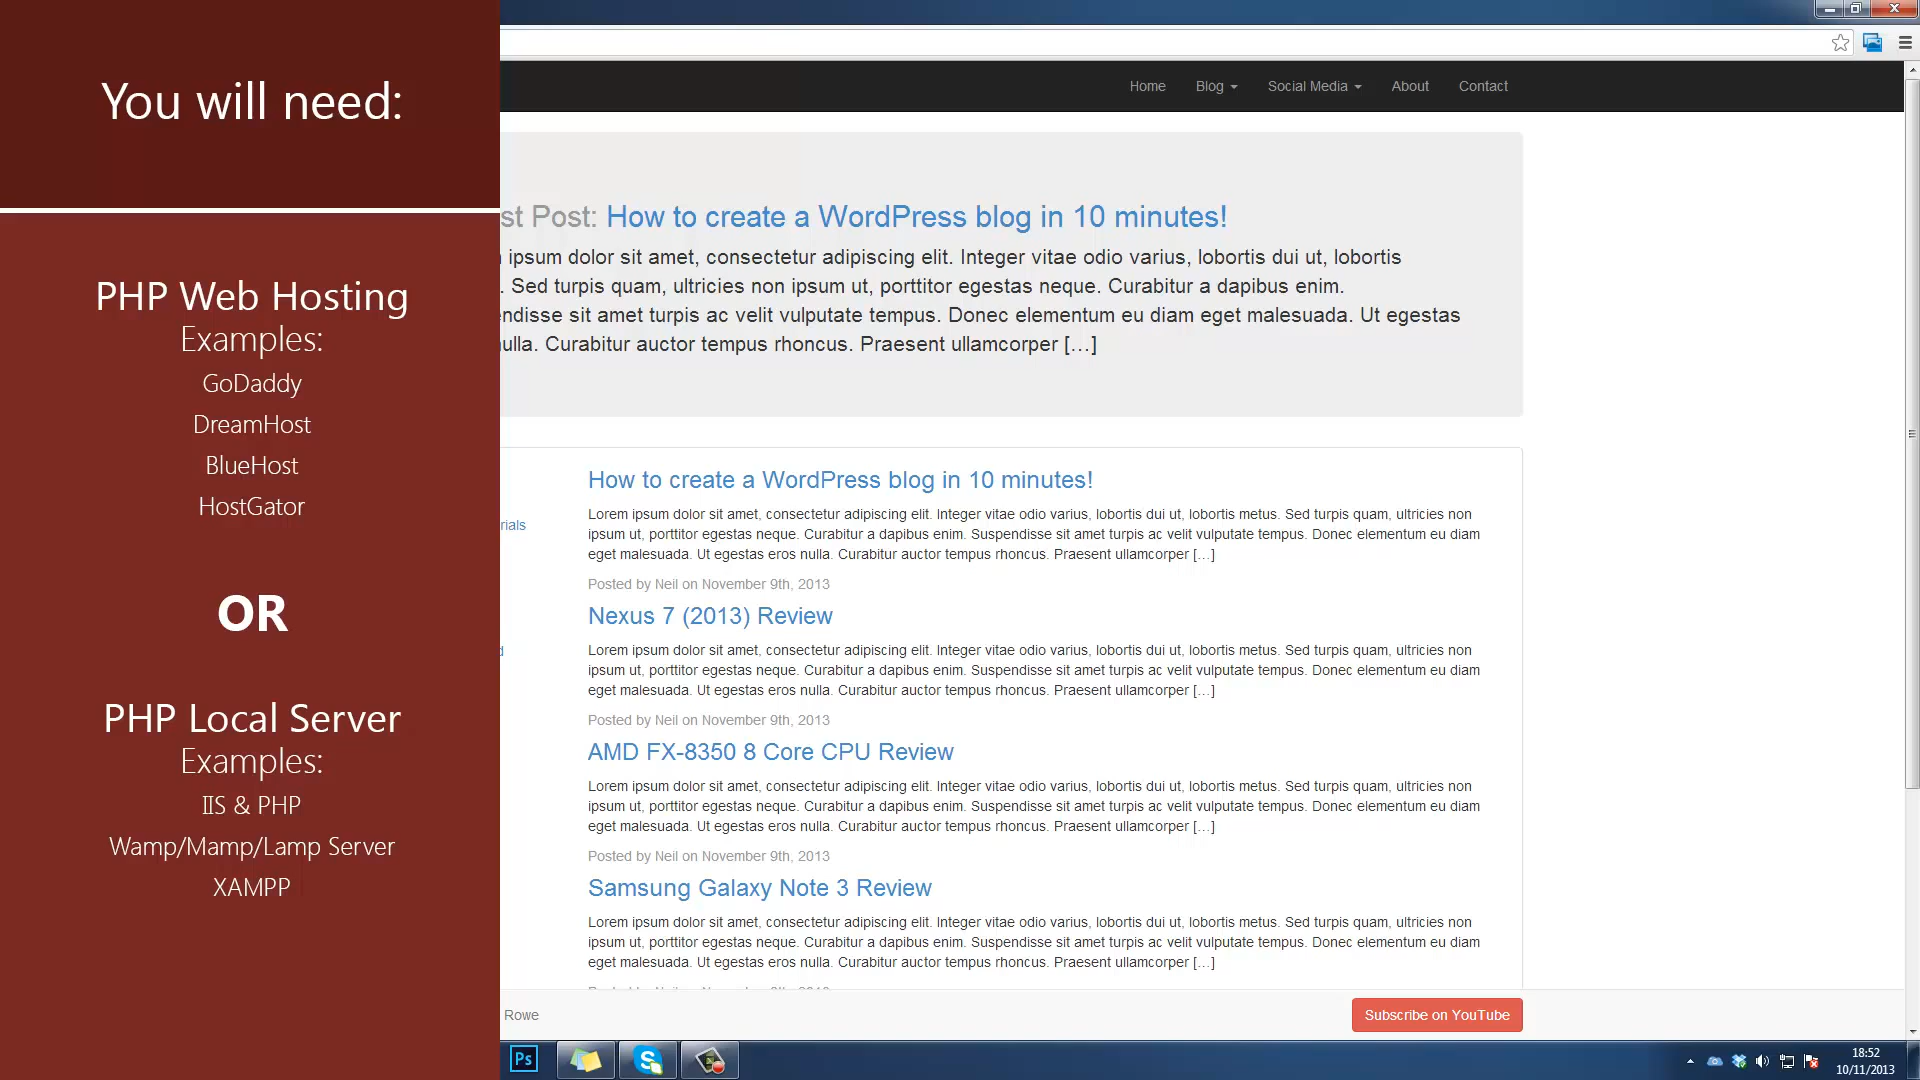 You will need:
PHP Web Hosting
Examples:
GoDaddy
DreamHost
BlueHost
HostGator
OR
PHP Local Server
Examples:
IIS & PHP
Wamp/Mamp/Lamp Server
XAMPP
Home Blog Social Media About Contact
st Post: How to create a WordPress blog in 10 minutes!
ipsum dolor sit amet, consectetur adipiscing elit. Integer vitae odio varius, lobortis dui ut, lobortis
. Sed turpis quam, ultricies non ipsum ut, porttitor egestas neque. Curabitur a dapibus enim.
endisse sit amet turpis ac velit vulputate tempus. Donec elementum eu diam eget malesuada. Ut egestas
ulla. Curabitur auctor tempus rhoncus. Praesent ullamcorper […]
rials
How to create a WordPress blog in 10 minutes!
Lorem ipsum dolor sit amet, consectetur adipiscing elit. Integer vitae odio varius, lobortis dui ut, lobortis metus. Sed turpis quam, ultricies non
ipsum ut, porttitor egestas neque. Curabitur a dapibus enim. Suspendisse sit amet turpis ac velit vulputate tempus. Donec elementum eu diam
eget malesuada. Ut egestas eros nulla. Curabitur auctor tempus rhoncus. Praesent ullamcorper […]
Posted by Neil on November 9th, 2013
Nexus 7 (2013) Review
Lorem ipsum dolor sit amet, consectetur adipiscing elit. Integer vitae odio varius, lobortis dui ut, lobortis metus. Sed turpis quam, ultricies non
ipsum ut, porttitor egestas neque. Curabitur a dapibus enim. Suspendisse sit amet turpis ac velit vulputate tempus. Donec elementum eu diam
eget malesuada. Ut egestas eros nulla. Curabitur auctor tempus rhoncus. Praesent ullamcorper […]
Posted by Neil on November 9th, 2013
AMD FX-8350 8 Core CPU Review
Lorem ipsum dolor sit amet, consectetur adipiscing elit. Integer vitae odio varius, lobortis dui ut, lobortis metus. Sed turpis quam, ultricies non
ipsum ut, porttitor egestas neque. Curabitur a dapibus enim. Suspendisse sit amet turpis ac velit vulputate tempus. Donec elementum eu diam
eget malesuada. Ut egestas eros nulla. Curabitur auctor tempus rhoncus. Praesent ullamcorper […]
Posted by Neil on November 9th, 2013
Samsung Galaxy Note 3 Review
Lorem ipsum dolor sit amet, consectetur adipiscing elit. Integer vitae odio varius, lobortis dui ut, lobortis metus. Sed turpis quam, ultricies non
ipsum ut, porttitor egestas neque. Curabitur a dapibus enim. Suspendisse sit amet turpis ac velit vulputate tempus. Donec elementum eu diam
eget malesuada. Ut egestas eros nulla. Curabitur auctor tempus rhoncus. Praesent ullamcorper […]
Rowe
Subscribe on YouTube
Ps
18:52
10/11/2013